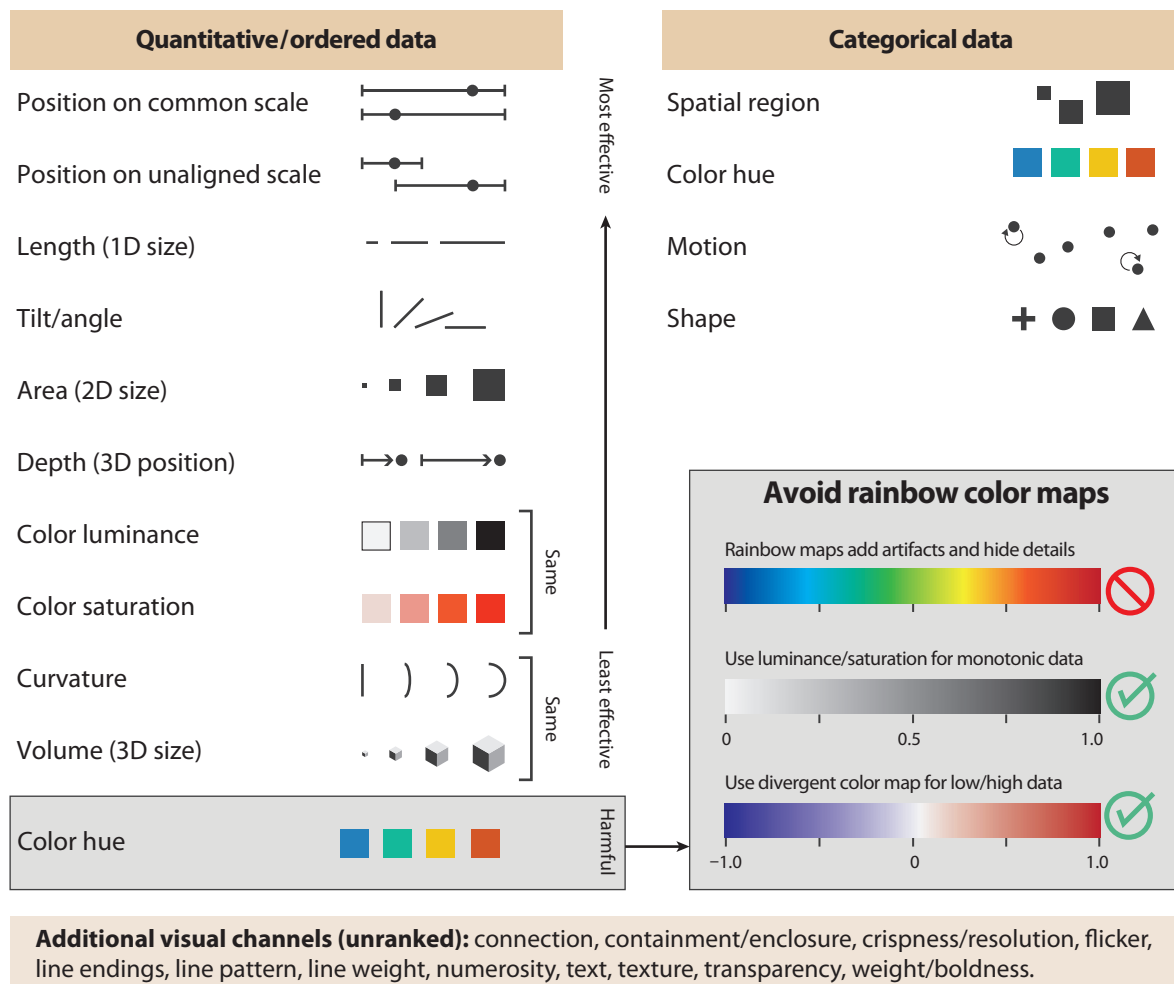 Quantitative/ordered data
Position on common scale
Position on unaligned scale
Length (1D size)
Tilt/angle
Area (2D size)
Depth (3D position)
Color luminance
Color saturation
Same
Curvature
Volume (3D size)
Same
Color hue
Most effective
Least effective
Harmful
Categorical data
Spatial region
Color hue
Motion
Shape
Avoid rainbow color maps
Rainbow maps add artifacts and hide details
Use luminance/saturation for monotonic data
0 0.5 1.0
Use divergent color map for low/high data
−1.0 0 1.0
Additional visual channels (unranked): connection, containment/enclosure, crispness/resolution, flicker,
line endings, line pattern, line weight, numerosity, text, texture, transparency, weight/boldness.